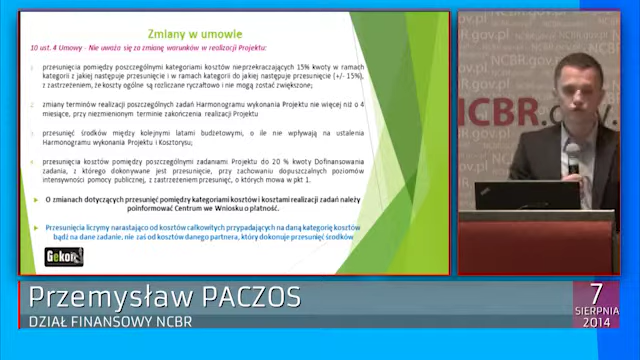 Zmiany w umowie
10 ust. 4 Umowy - Nie uważa się za zmianę warunków w realizacji Projektu:
1. przesunięcia pomiędzy poszczególnymi kategoriami kosztów nieprzekraczających 15% kwoty w ramach
kategorii z jakiej następuje przesunięcie i w ramach kategorii do jakiej następuje przesunięcie (+/- 15%),
z zastrzeżeniem, że koszty ogólne są rozliczane ryczałtowo i nie mogą zostać zwiększone;
2. zmiany terminów realizacji poszczególnych zadań Harmonogramu wykonania Projektu nie więcej niż o 4
miesiące, przy niezmienionym terminie zakończenia realizacji Projektu
3. przesunięć środków między kolejnymi latami budżetowymi, o ile nie wpływają na ustalenia
Harmonogramu wykonania Projektu i Kosztorysu;
4. przesunięcia kosztów pomiędzy poszczególnymi zadaniami Projektu do 20 % kwoty Dofinansowania
zadania, z którego dokonywane jest przesunięcie, przy zachowaniu dopuszczalnych poziomów
intensywności pomocy publicznej, z zastrzeżeniem przesunięć, o których mowa w pkt 1.
O zmianach dotyczących przesunięć pomiędzy kategoriami kosztów i kosztami realizacji zadań należy
poinformować Centrum we Wniosku o płatność.
Przesunięcia liczymy narastająco od kosztów całkowitych przypadających na daną kategorię kosztów
bądź na dane zadanie, nie zaś od kosztów danego partnera, który dokonuje przesunięć środków
Gekon
NCBR.gov.pl
Przemysław PACZOS
DZIAŁ FINANSOWY NCBR
7
SIERPNIA
2014